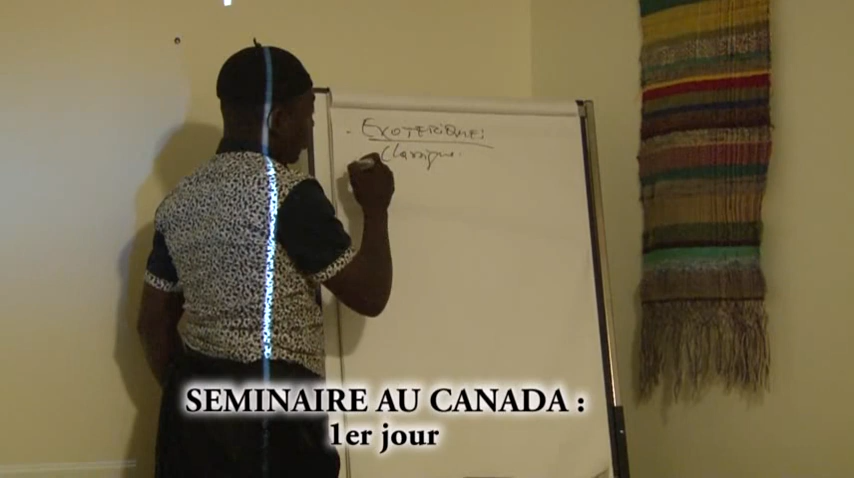 - EXOTERIQUES
Classique.
SEMINAIRE AU CANADA :
1er jour